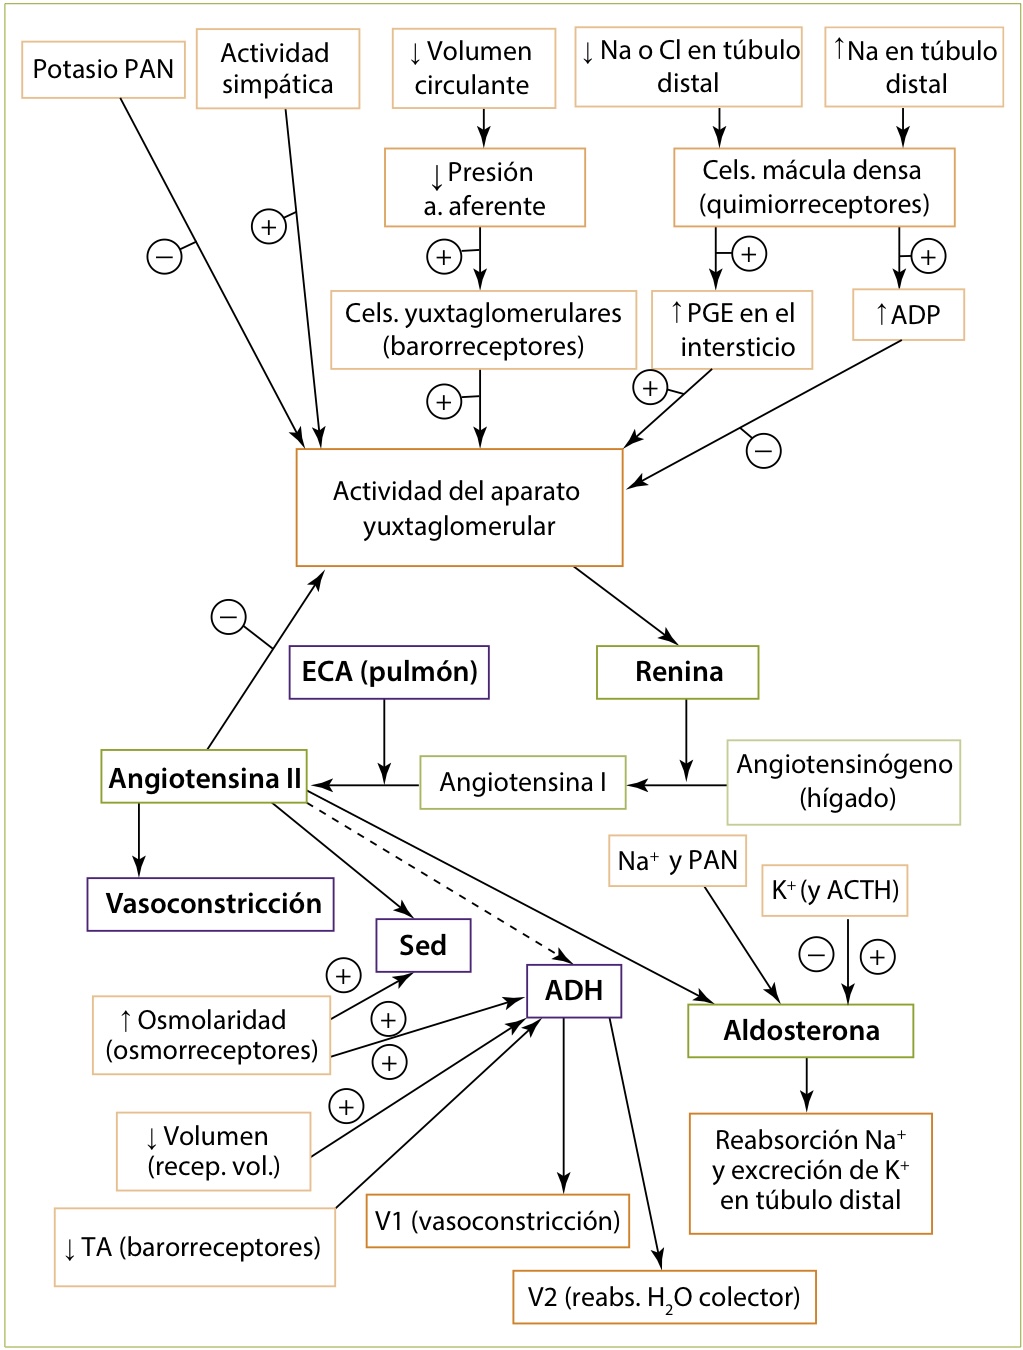 Potasio PAN
Actividad
simpática
↓ Volumen
circulante
↓ Na o Cl en túbulo
distal
↑ Na en túbulo
distal
↓ Presión
a. aferente
Cels. mácula densa
(quimiorreceptores)
+
−
+
+
+
Cels. yuxtaglomerulares
(barorreceptores)
↑ PGE en el
intersticio
↑ ADP
+
+
−
Actividad del aparato
yuxtaglomerular
−
ECA (pulmón)
Renina
Angiotensina II
Angiotensina I
Angiotensinógeno
(hígado)
Na⁺ y PAN
K⁺ (y ACTH)
Vasoconstricción
Sed
−
+
+
ADH
↑ Osmolaridad
(osmorreceptores)
+
+
Aldosterona
+
↓ Volumen
(recep. vol.)
Reabsorción Na⁺
y excreción de K⁺
en túbulo distal
V1 (vasoconstricción)
↓ TA (barorreceptores)
V2 (reabs. H₂O colector)